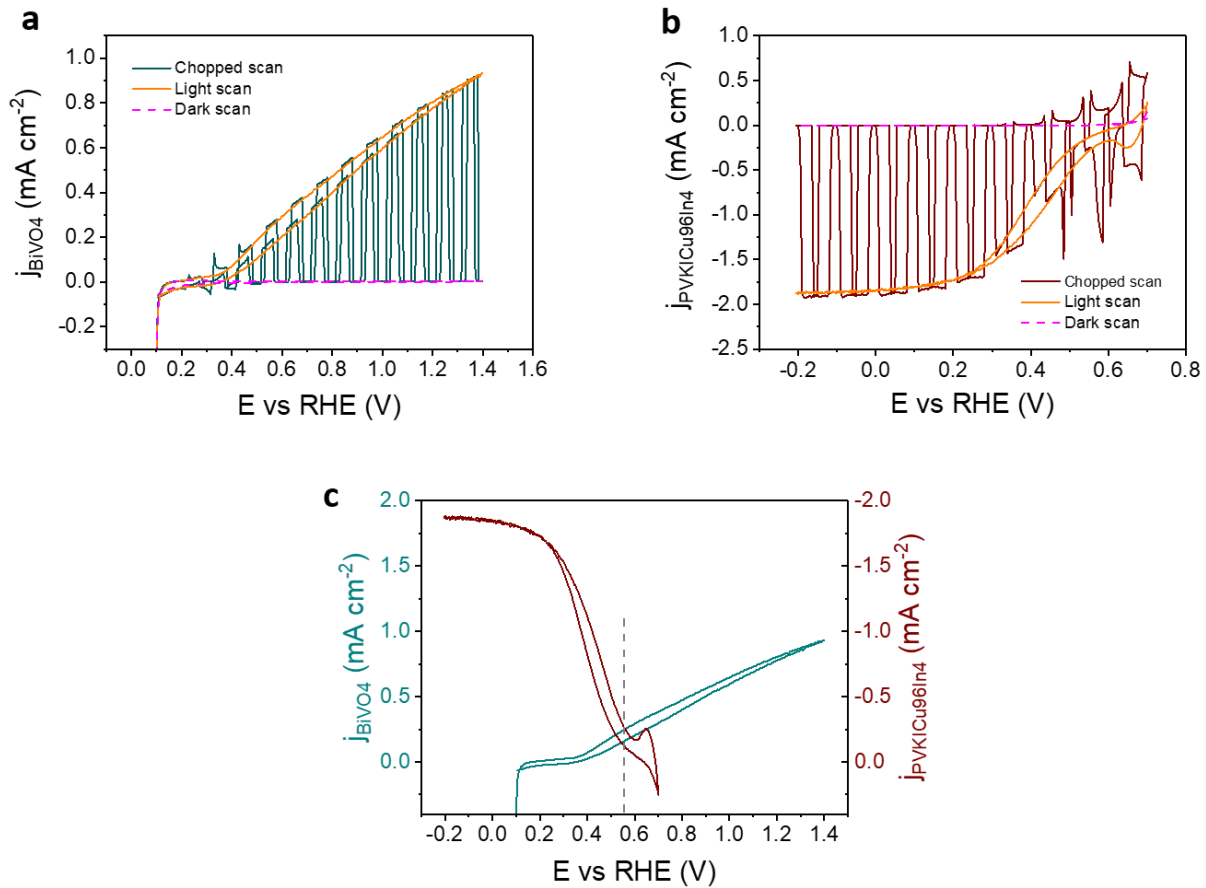 a
Chopped scan
Light scan
Dark scan
1.0
0.8
0.6
0.4
0.2
0.0
-0.2
j_BiVO4 (mA cm^-2)
0.0 0.2 0.4 0.6 0.8 1.0 1.2 1.4 1.6
E vs RHE (V)
b
1.0
0.5
0.0
-0.5
-1.0
-1.5
-2.0
-2.5
j_PVKICu96In4 (mA cm^-2)
Chopped scan
Light scan
Dark scan
-0.2 0.0 0.2 0.4 0.6 0.8
E vs RHE (V)
c
2.0
1.5
1.0
0.5
0.0
j_BiVO4 (mA cm^-2)
-2.0
-1.5
-1.0
-0.5
0.0
j_PVKICu96In4 (mA cm^-2)
-0.2 0.0 0.2 0.4 0.6 0.8 1.0 1.2 1.4
E vs RHE (V)